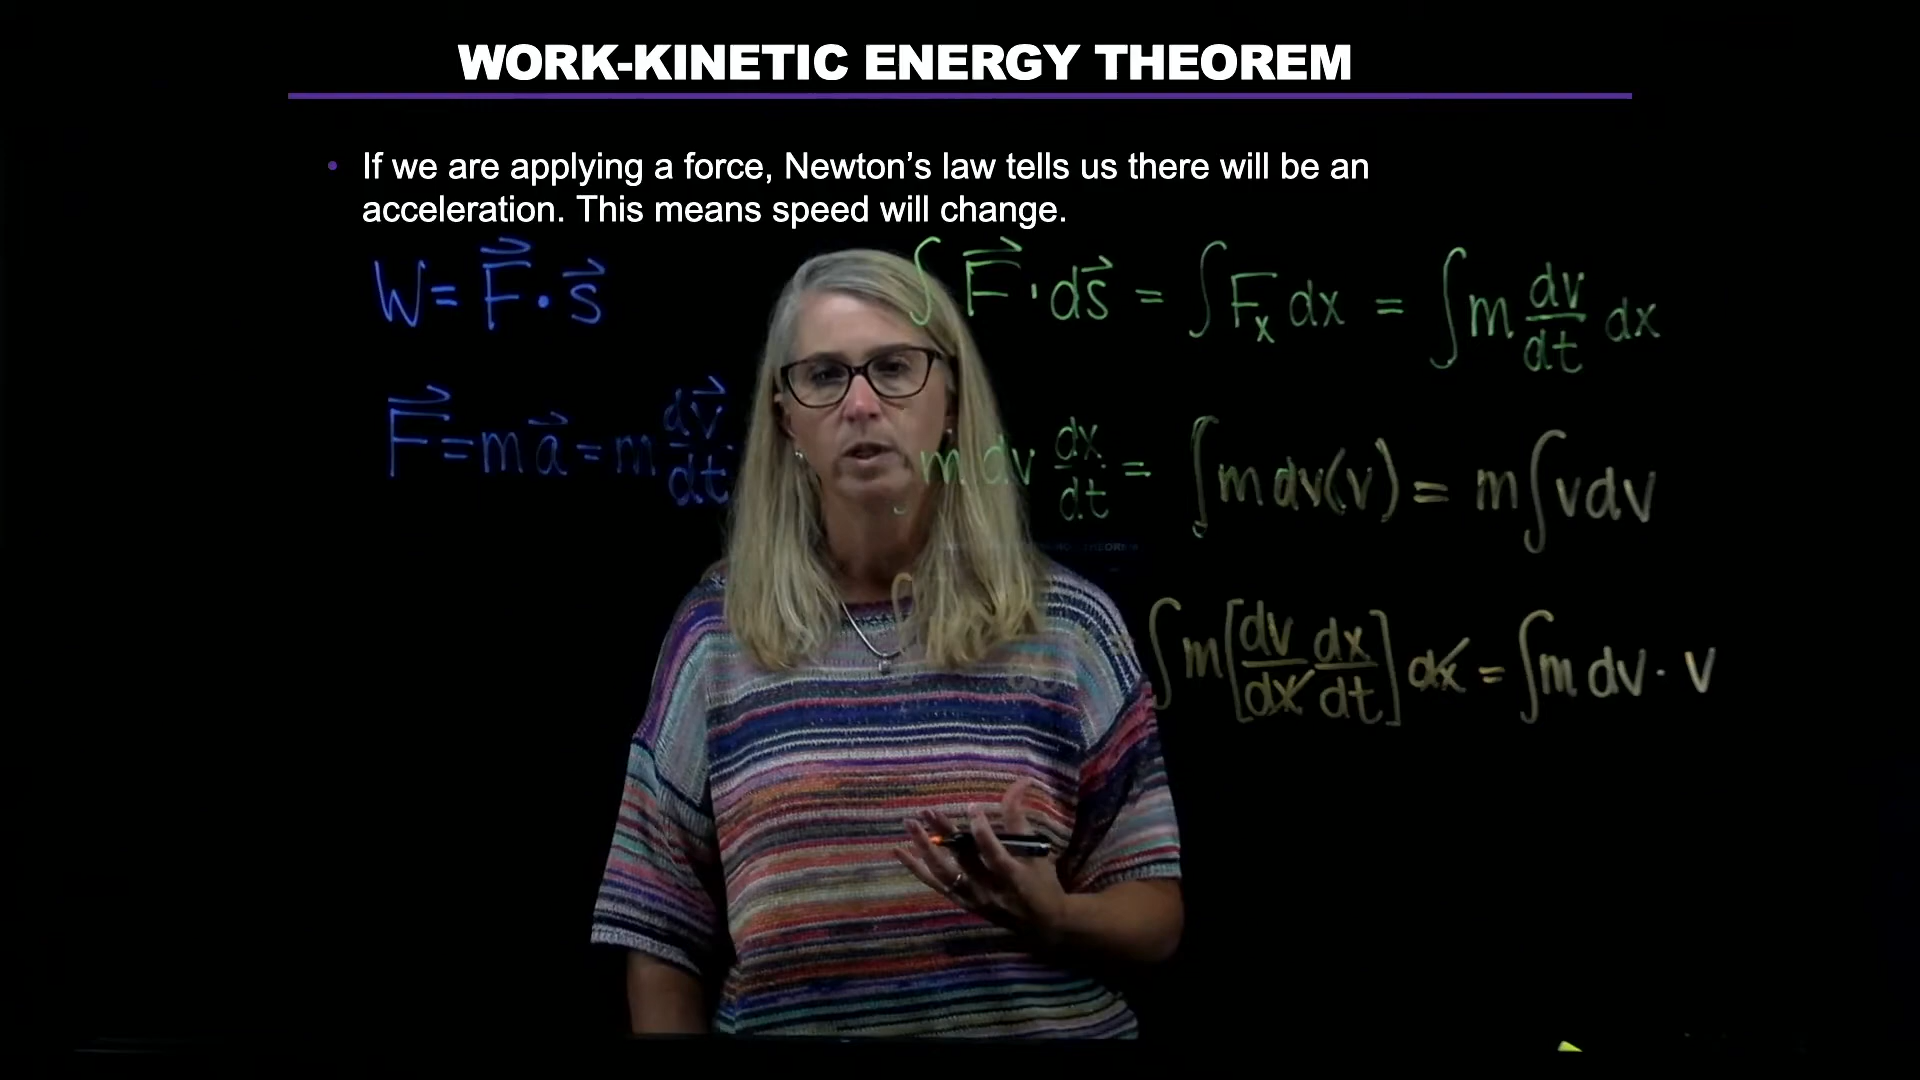 WORK-KINETIC ENERGY THEOREM
• If we are applying a force, Newton’s law tells us there will be an
acceleration. This means speed will change.
W = F⃗ · s⃗
∫ F⃗ · ds⃗ = ∫ Fₓ dx = ∫ m dv/dt dx
F⃗ = m a⃗ = m dv⃗/dt
m dv dx/dt = ∫ m dv(v) = m ∫ v dv
= ∫ m [dv/dx dx/dt] dx = ∫ m dv · v